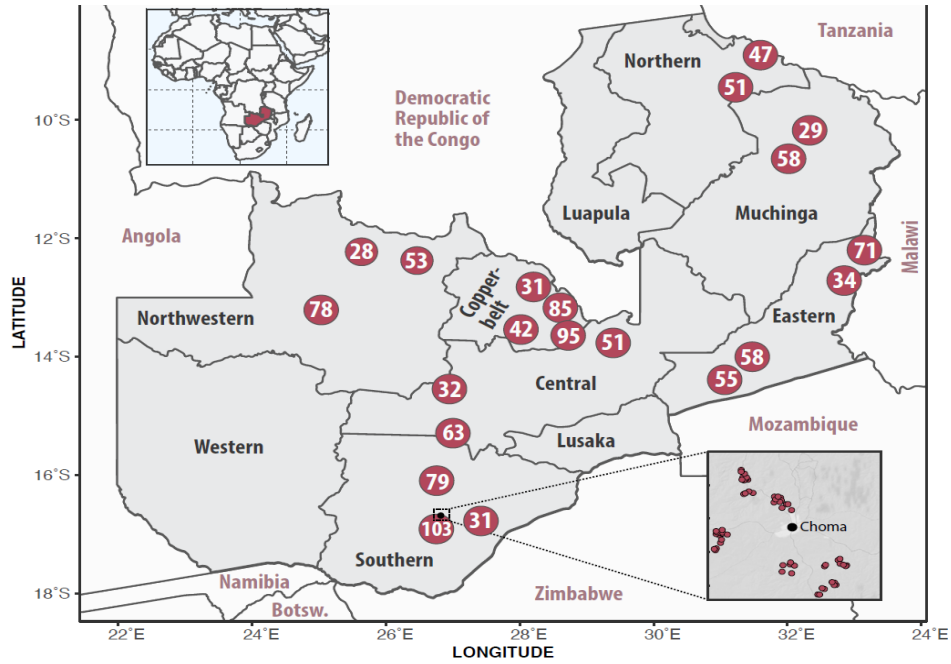 Tanzania
Northern
47
51
Democratic
Republic of
the Congo
10°S
29
58
Luapula
Muchinga
Malawi
12°S
Angola
71
28
53
34
Copper-
belt
31
85
78
Northwestern
42
95
51
Eastern
LATITUDE
14°S
58
55
32
Central
Mozambique
63
Lusaka
Western
16°S
79
103
31
Choma
Southern
Namibia
Botsw.
Zimbabwe
18°S
22°E
24°E
26°E
28°E
30°E
32°E
24°E
LONGITUDE